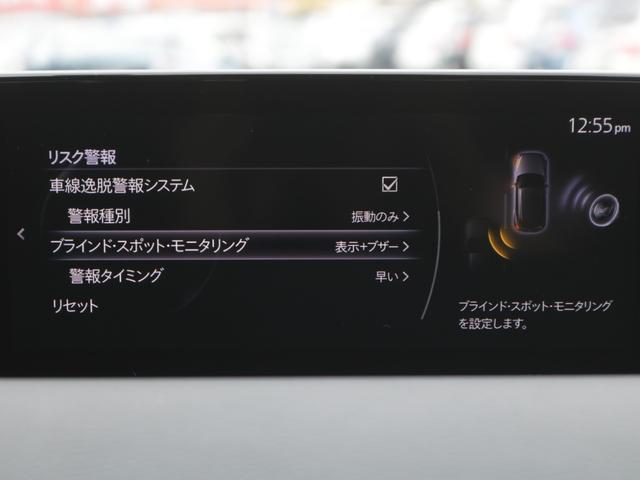 12:55pm
リスク警報
車線逸脱警報システム
警報種別 振動のみ
ブラインド・スポット・モニタリング 表示+ブザー
警報タイミング 早い
リセット
ブラインド・スポット・モニタリング
を設定します。